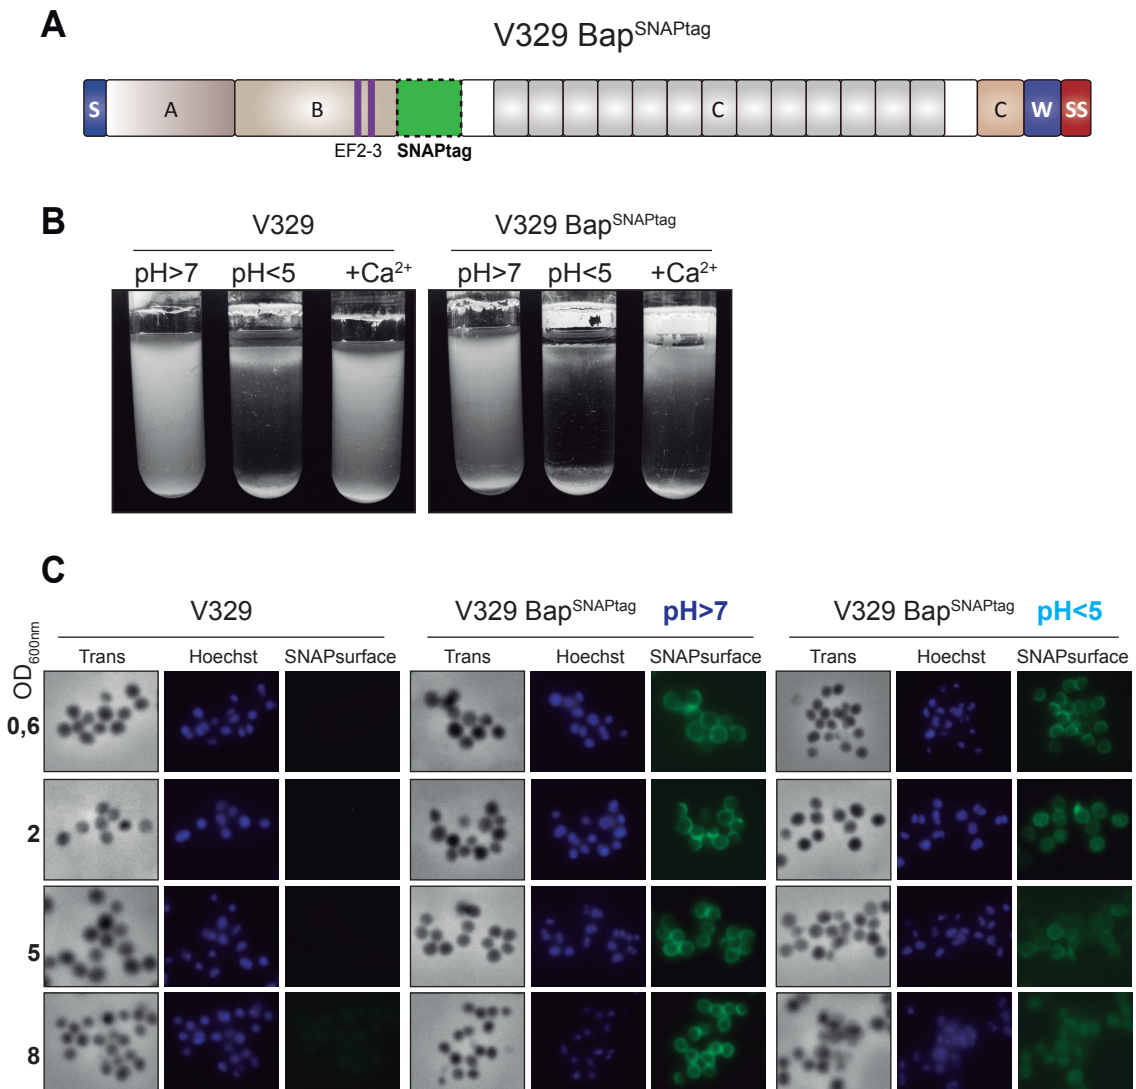 A
V329 Bap^SNAPtag
S A B C C W SS
EF2-3 SNAPtag
B
V329 V329 Bap^SNAPtag
pH>7 pH<5 +Ca²⁺ pH>7 pH<5 +Ca²⁺
C
V329 V329 Bap^SNAPtag pH>7 V329 Bap^SNAPtag pH<5
OD600nm
Trans Hoechst SNAPsurface Trans Hoechst SNAPsurface Trans Hoechst SNAPsurface
0,6
2
5
8